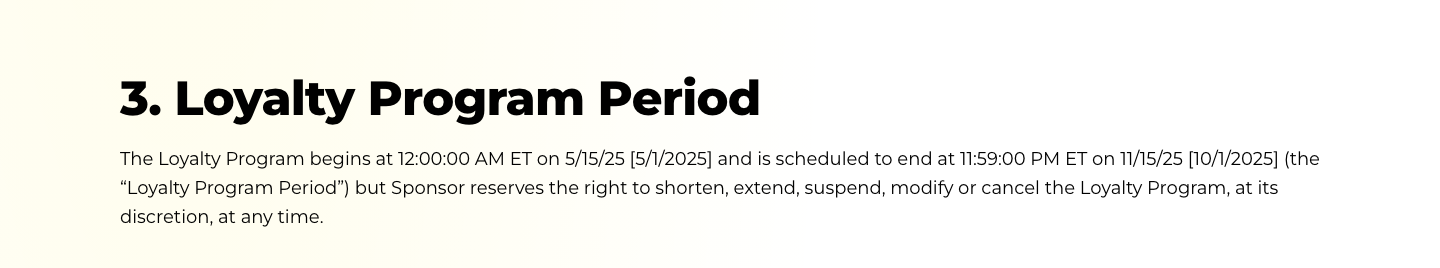 3. Loyalty Program Period
The Loyalty Program begins at 12:00:00 AM ET on 5/15/25 [5/1/2025] and is scheduled to end at 11:59:00 PM ET on 11/15/25 [10/1/2025] (the
“Loyalty Program Period”) but Sponsor reserves the right to shorten, extend, suspend, modify or cancel the Loyalty Program, at its
discretion, at any time.